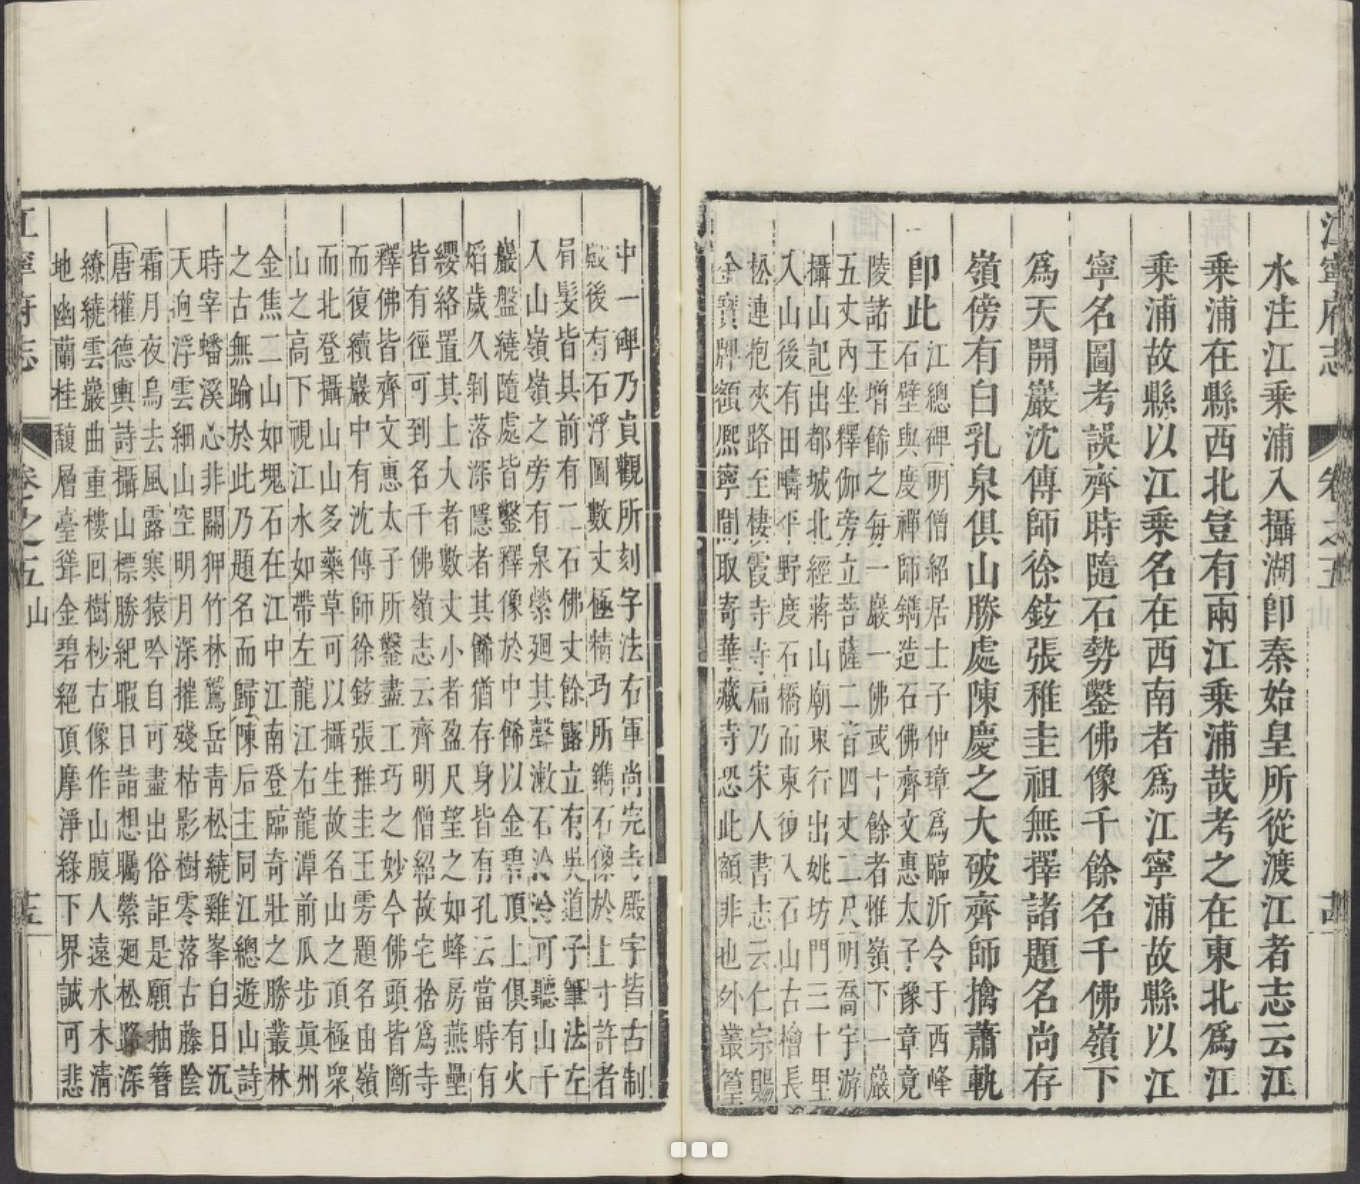 江寧府志
卷之五
山
水注江乘浦入攝湖卽秦始皇所從渡江者志云江
乘浦在縣西北豈有兩江乘浦哉考之在東北爲江
乘浦故縣以江乘名在西南者爲江寧浦故縣以江
寧名圖考誤齊時隨石勢鑿佛像千餘名千佛嶺下
爲天開巖沈傳師徐鉉張稚圭祖無擇諸題名尚存
嶺傍有白乳泉俱山勝處陳慶之大破齊師擒蕭軌
卽此
江總碑明僧紹居士子仲璋爲臨沂令于西峰
石壁與度禪師鐫造石佛齊文惠太子豫章竟
陵諸王增飾之每一巖一佛或十餘者惟嶺下一巖
五丈內坐釋伽旁立菩薩二首四丈二尺明喬宇游
攝山記出都城北經蔣山廟東行出姚坊門三十里
入山後有田疇平野度石橋而東復入石山古檜長
松連抱夾路至棲霞寺寺扁乃宋人書志云仁宗賜
金寶牌額熈寧間取寄華藏寺恐此額非也外叢篁
中一碑乃貞觀所刻字法右軍尚完寺殿宇皆古制
殿後有石浮圖數丈極精巧所鐫石像於上寸許者
眉髮皆具前有二石佛丈餘露立有吳道子筆法左
入山嶺嶺之旁有泉縈廻其聲潄石泠泠可聽山干
巖盤繞隨處皆鑿釋像於中餙以金碧頂上俱有火
熖歲久剥落深隱者其餙猶存身皆有孔云當時有
纓絡置其上大者數丈小者盈尺望之如蜂房燕壘
皆有徑可到名千佛嶺志云齊明僧紹故宅捨爲寺
釋佛皆齊文惠太子所鑿盡工巧之妙今佛頭皆斷
而復續巖中有沈傳師徐鉉張稚圭王雱題名由嶺
而北登攝山山多藥草可以攝生故名山之頂極衆
山之高下視江水如帶左龍江右龍潭前瓜步眞州
金焦二山如塊石在江中江南登臨奇壯之勝叢林
之古無踰於此乃題名而歸陳后主同江總遊山詩
時宰蟠溪心非關狎竹林鷲岳靑松繞雞峯白日沉
天迥浮雲細山空明月深摧殘枯影樹零落古藤陰
霜月夜烏去風露寒猿吟自可盡出俗詎是願抽簪
唐權德輿詩攝山標勝紀暇日諧想矚縈廻松路深
繚繞雲巖曲重樓回樹杪古像作山腹人遠水木清
地幽蘭桂馥層臺聳金碧絕頂摩淨綠下界誠可悲
江寧府志
卷之五
山
十五